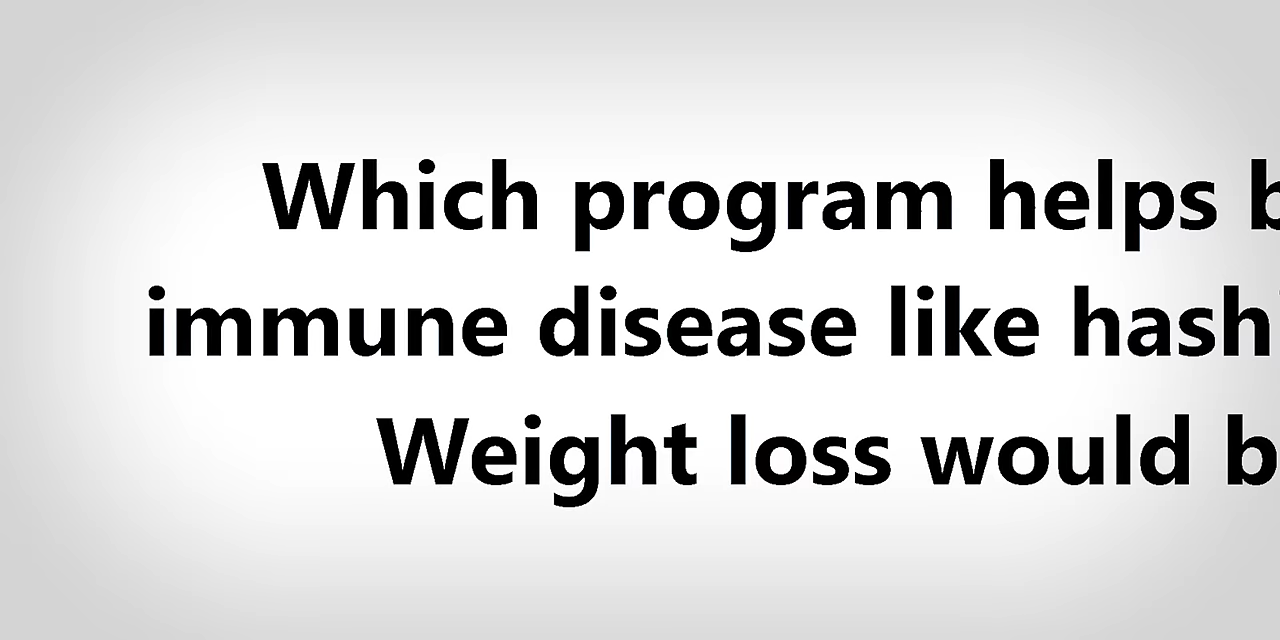 Which program helps b
immune disease like hash
Weight loss would b